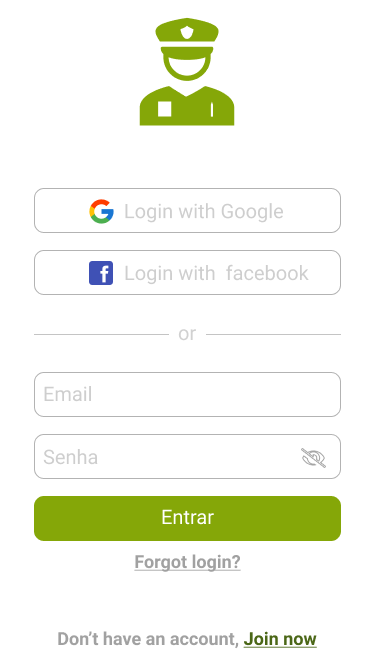 Login with Google
Login with facebook
or
Email
Senha
Entrar
Forgot login?
Don't have an account, Join now